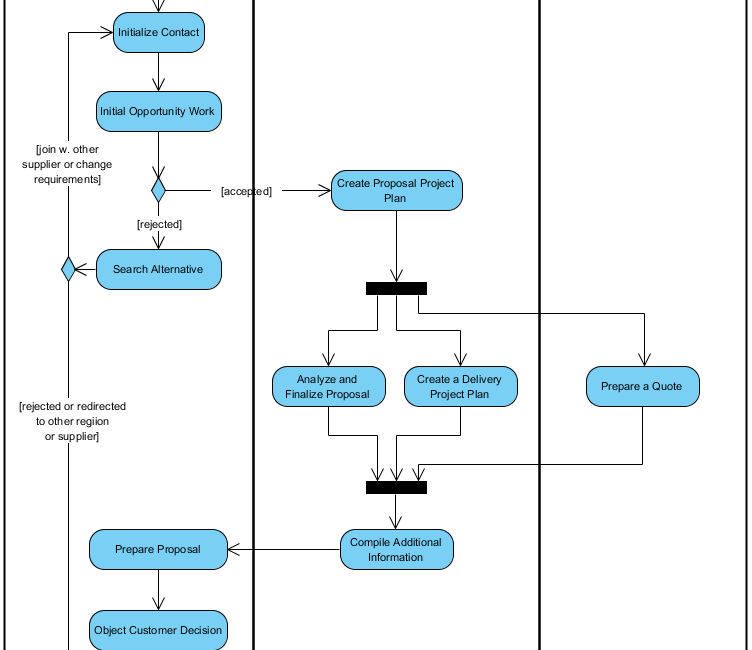 Initialize Contact
Initial Opportunity Work
[join w. other
supplier or change
requirements]
[accepted]
Create Proposal Project
Plan
[rejected]
Search Alternative
Analyze and
Finalize Proposal
Create a Delivery
Project Plan
Prepare a Quote
[rejected or redirected
to other regiion
or supplier]
Prepare Proposal
Compile Additional
Information
Object Customer Decision